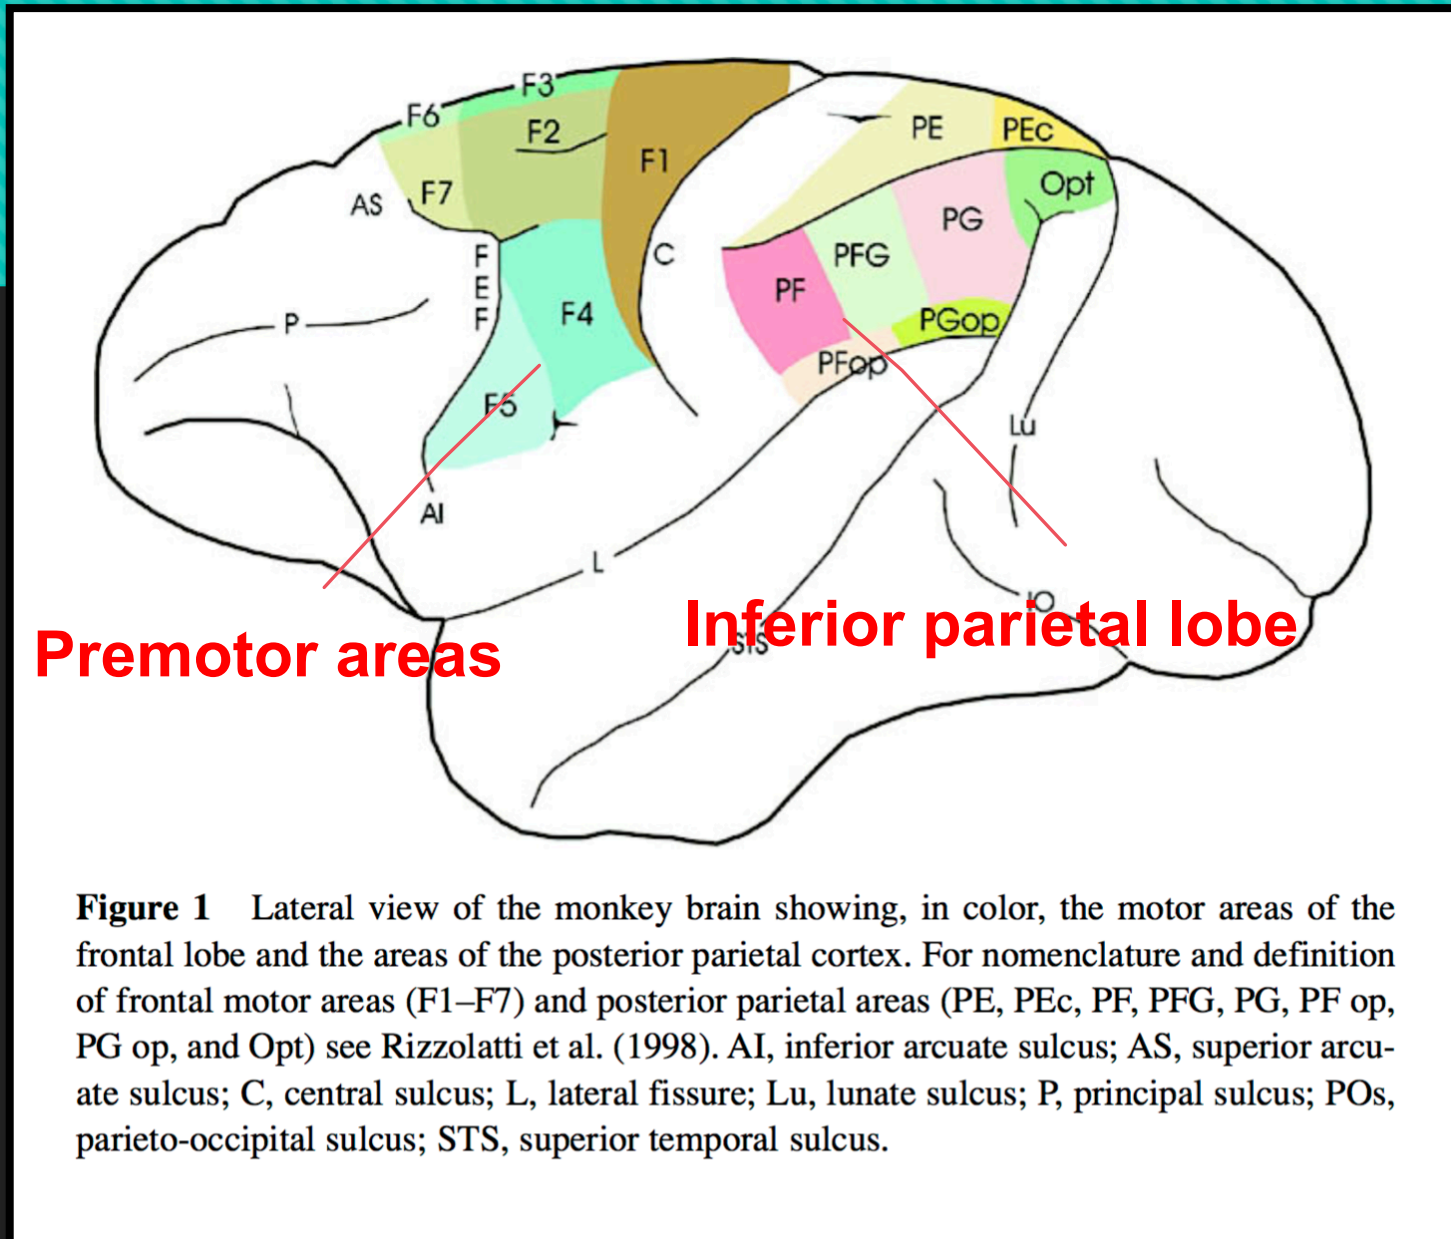 F3
F6
F2
F1
PE
PEc
AS
F7
Opt
PG
F
E
F
C
PFG
PF
F4
P
PGop
PFop
F5
Lu
AI
L
IO
STS
Premotor areas
Inferior parietal lobe
Figure 1 Lateral view of the monkey brain showing, in color, the motor areas of the
frontal lobe and the areas of the posterior parietal cortex. For nomenclature and definition
of frontal motor areas (F1–F7) and posterior parietal areas (PE, PEc, PF, PFG, PG, PF op,
PG op, and Opt) see Rizzolatti et al. (1998). AI, inferior arcuate sulcus; AS, superior arcu-
ate sulcus; C, central sulcus; L, lateral fissure; Lu, lunate sulcus; P, principal sulcus; POs,
parieto-occipital sulcus; STS, superior temporal sulcus.